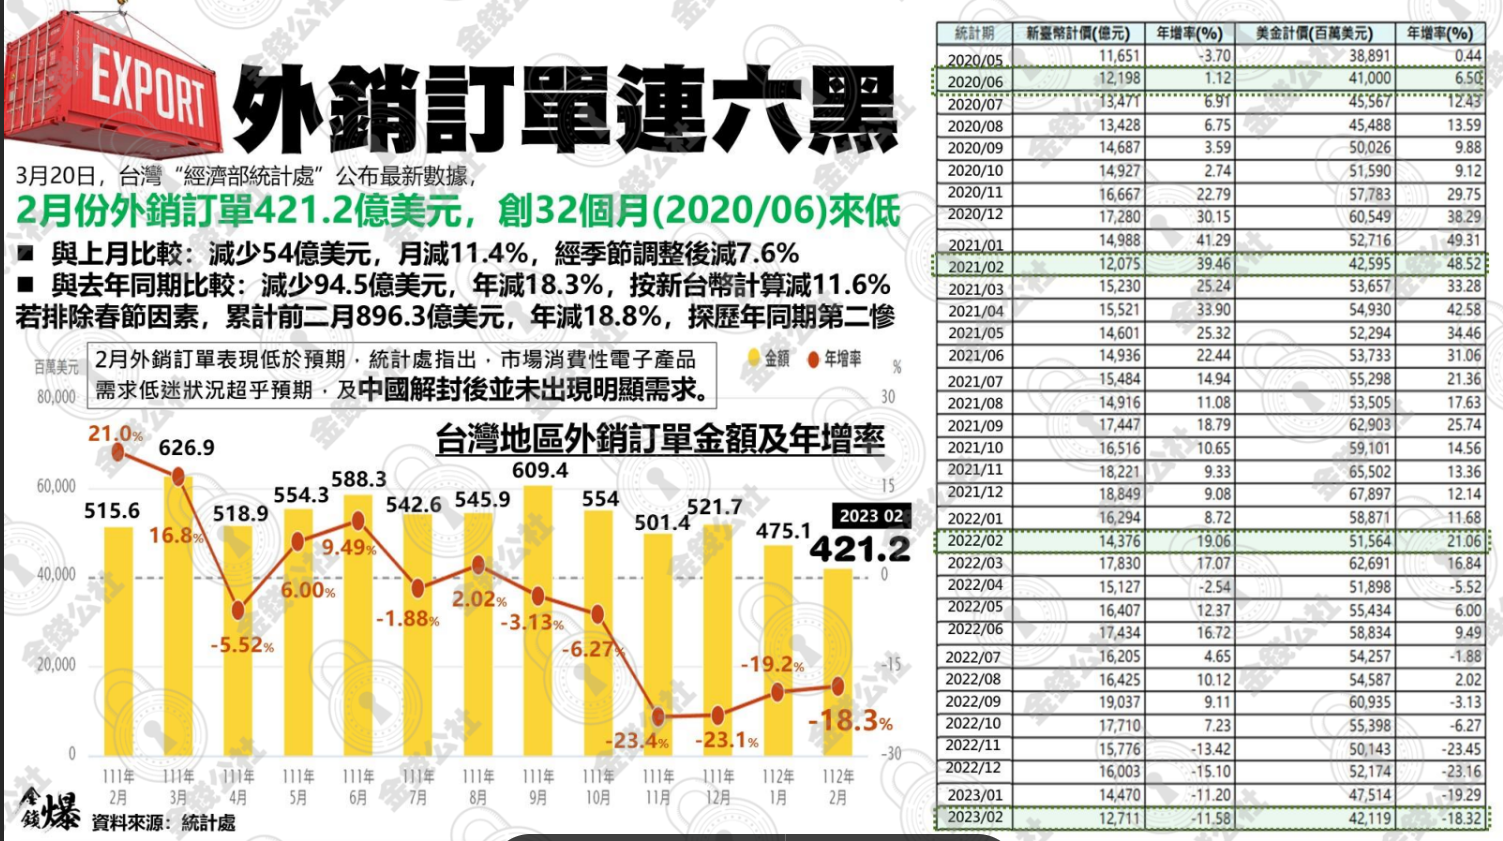 EXPORT
外銷訂單連六黑
3月20日，台灣“經濟部統計處”公布最新數據，
2月份外銷訂單421.2億美元，創32個月(2020/06)來低
■ 與上月比較：減少54億美元，月減11.4%，經季節調整後減7.6%
■ 與去年同期比較：減少94.5億美元，年減18.3%，按新台幣計算減11.6%
若排除春節因素，累計前二月896.3億美元，年減18.8%，探歷年同期第二慘
2月外銷訂單表現低於預期，統計處指出，市場消費性電子產品
需求低迷狀況超乎預期，及中國解封後並未出現明顯需求。
金額 年增率
百萬美元 %
台灣地區外銷訂單金額及年增率
80,000 30
60,000 15
40,000 0
20,000 -15
0 -30
515.6 626.9 518.9 554.3 588.3 542.6 545.9 609.4 554 501.4 521.7 475.1
2023 02
421.2
21.0% 16.8% -5.52% 6.00% 9.49% -1.88% 2.02% -3.13% -6.27% -23.4% -23.1% -19.2% -18.3%
111年 111年 111年 111年 111年 111年 111年 111年 111年 111年 111年 112年 112年
2月 3月 4月 5月 6月 7月 8月 9月 10月 11月 12月 1月 2月
金錢爆
資料來源：統計處
統計期 新臺幣計價(億元) 年增率(%) 美金計價(百萬美元) 年增率(%)
2020/05 11,651 -3.70 38,891 0.44
2020/06 12,198 1.12 41,000 6.50
2020/07 13,471 6.91 45,567 12.43
2020/08 13,428 6.75 45,488 13.59
2020/09 14,687 3.59 50,026 9.88
2020/10 14,927 2.74 51,590 9.12
2020/11 16,667 22.79 57,783 29.75
2020/12 17,280 30.15 60,549 38.29
2021/01 14,988 41.29 52,716 49.31
2021/02 12,075 39.46 42,595 48.52
2021/03 15,230 25.24 53,657 33.28
2021/04 15,521 33.90 54,930 42.58
2021/05 14,601 25.32 52,294 34.46
2021/06 14,936 22.44 53,733 31.06
2021/07 15,484 14.94 55,298 21.36
2021/08 14,916 11.08 53,505 17.63
2021/09 17,447 18.79 62,903 25.74
2021/10 16,516 10.65 59,101 14.56
2021/11 18,221 9.33 65,502 13.36
2021/12 18,849 9.08 67,897 12.14
2022/01 16,294 8.72 58,871 11.68
2022/02 14,376 19.06 51,564 21.06
2022/03 17,830 17.07 62,691 16.84
2022/04 15,127 -2.54 51,898 -5.52
2022/05 16,407 12.37 55,434 6.00
2022/06 17,434 16.72 58,834 9.49
2022/07 16,205 4.65 54,257 -1.88
2022/08 16,425 10.12 54,587 2.02
2022/09 19,037 9.11 60,935 -3.13
2022/10 17,710 7.23 55,398 -6.27
2022/11 15,776 -13.42 50,143 -23.45
2022/12 16,003 -15.10 52,174 -23.16
2023/01 14,470 -11.20 47,514 -19.29
2023/02 12,711 -11.58 42,119 -18.32
金錢公社